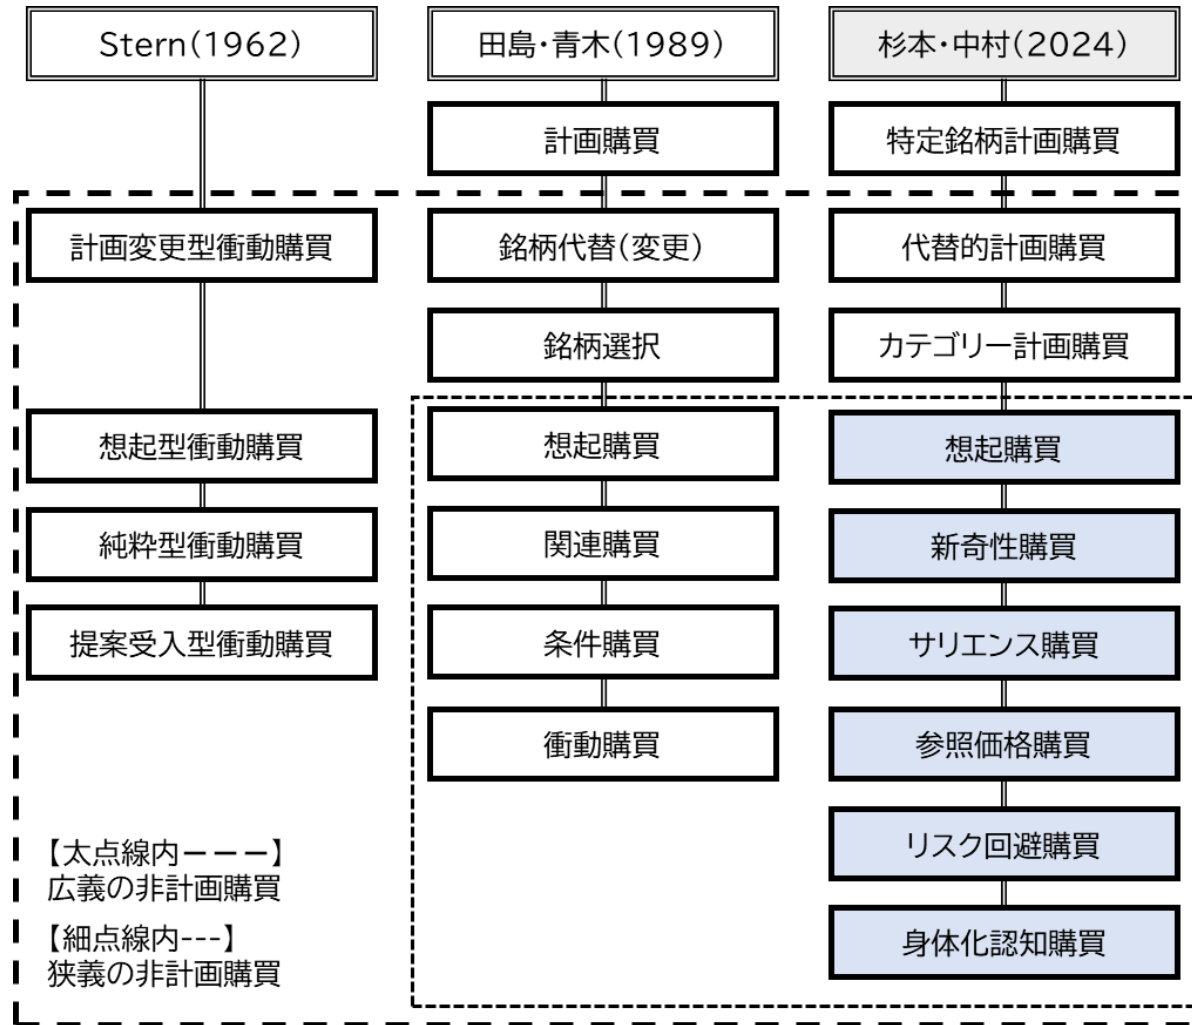 Stern(1962)
田島・青木(1989)
杉本・中村(2024)
計画購買
特定銘柄計画購買
計画変更型衝動購買
銘柄代替(変更)
代替的計画購買
銘柄選択
カテゴリー計画購買
想起型衝動購買
想起購買
想起購買
純粋型衝動購買
関連購買
新奇性購買
提案受入型衝動購買
条件購買
サリエンス購買
衝動購買
参照価格購買
リスク回避購買
身体化認知購買
【太点線内ーーー】
広義の非計画購買
【細点線内---】
狭義の非計画購買